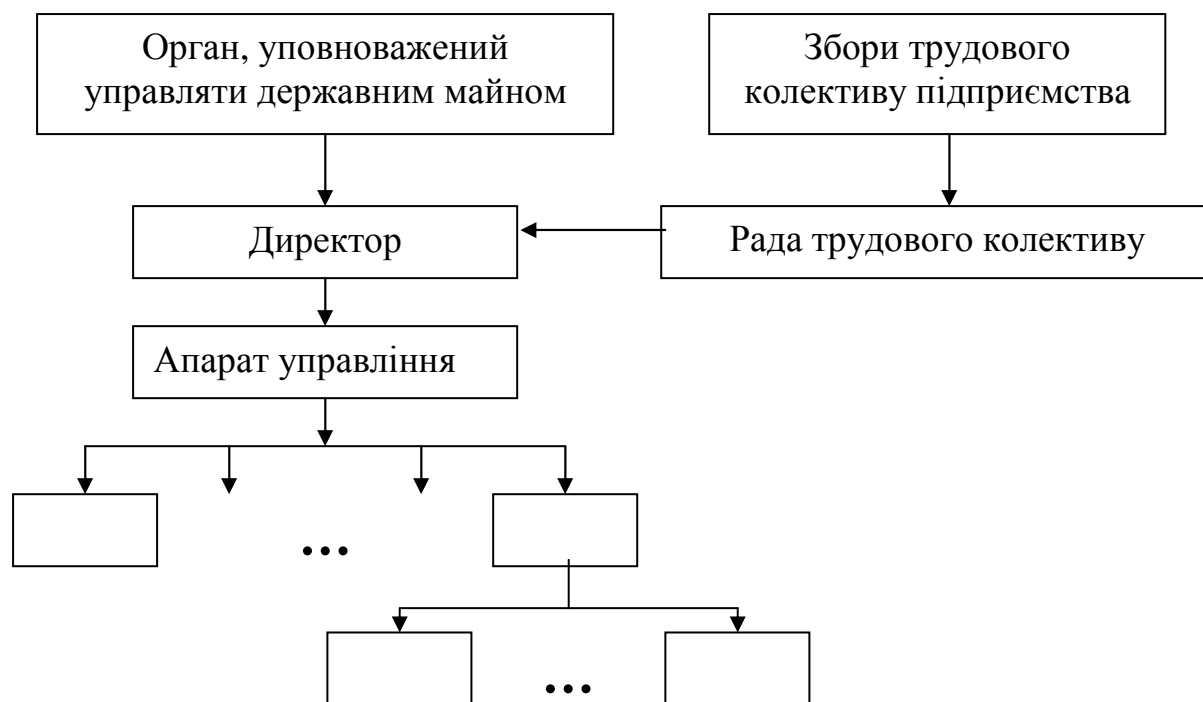 Орган, уповноважений
управляти державним майном
Збори трудового
колективу підприємства
Директор
Рада трудового колективу
Апарат управління
...
...